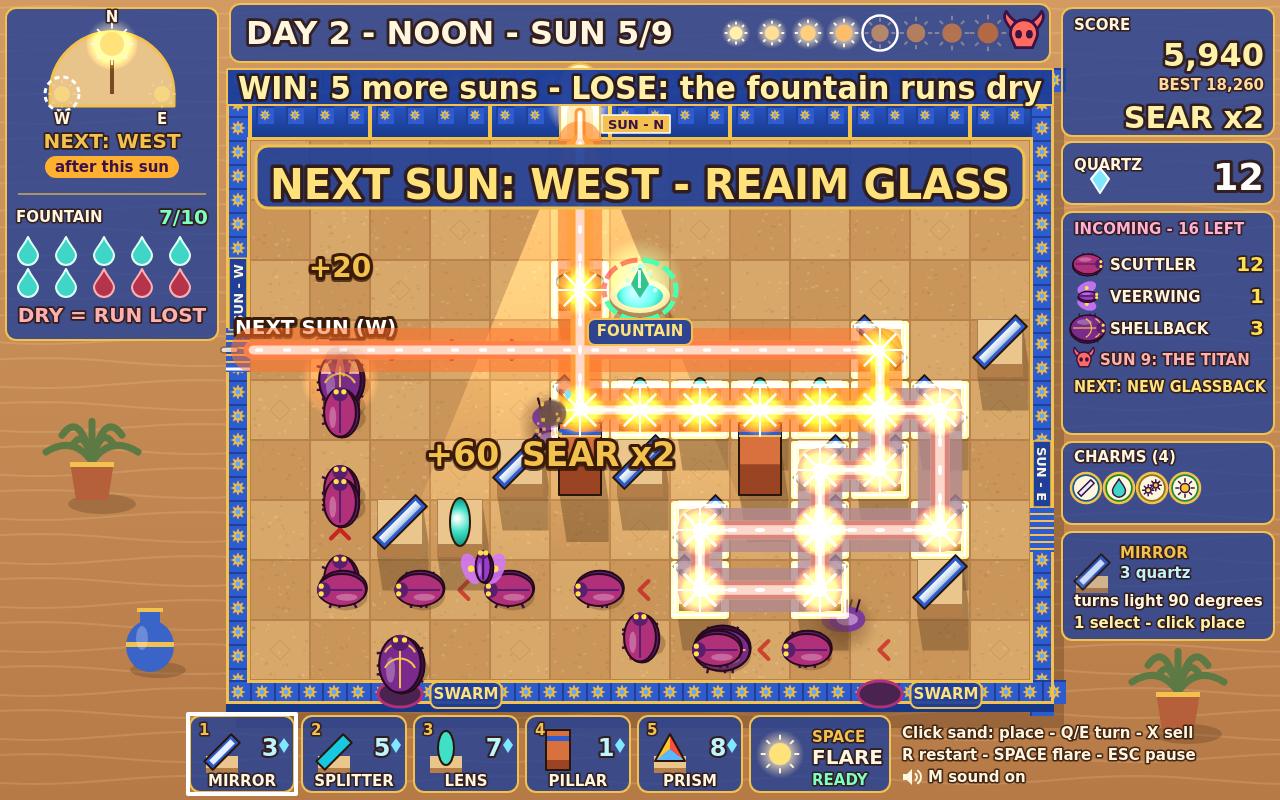 N
W
E
NEXT: WEST
after this sun
FOUNTAIN 7/10
DRY = RUN LOST
DAY 2 - NOON - SUN 5/9
WIN: 5 more suns - LOSE: the fountain runs dry
SUN - N
NEXT SUN: WEST - REAIM GLASS
SUN - W
+20
NEXT SUN (W)
FOUNTAIN
+60 SEAR x2
SUN - E
SWARM
SWARM
SCORE
5,940
BEST 18,260
SEAR x2
QUARTZ 12
INCOMING - 16 LEFT
SCUTTLER 12
VEERWING 1
SHELLBACK 3
SUN 9: THE TITAN
NEXT: NEW GLASSBACK
CHARMS (4)
MIRROR
3 quartz
turns light 90 degrees
1 select - click place
1 3 MIRROR
2 5 SPLITTER
3 7 LENS
4 1 PILLAR
5 8 PRISM
SPACE
FLARE
READY
Click sand: place - Q/E turn - X sell
R restart - SPACE flare - ESC pause
M sound on